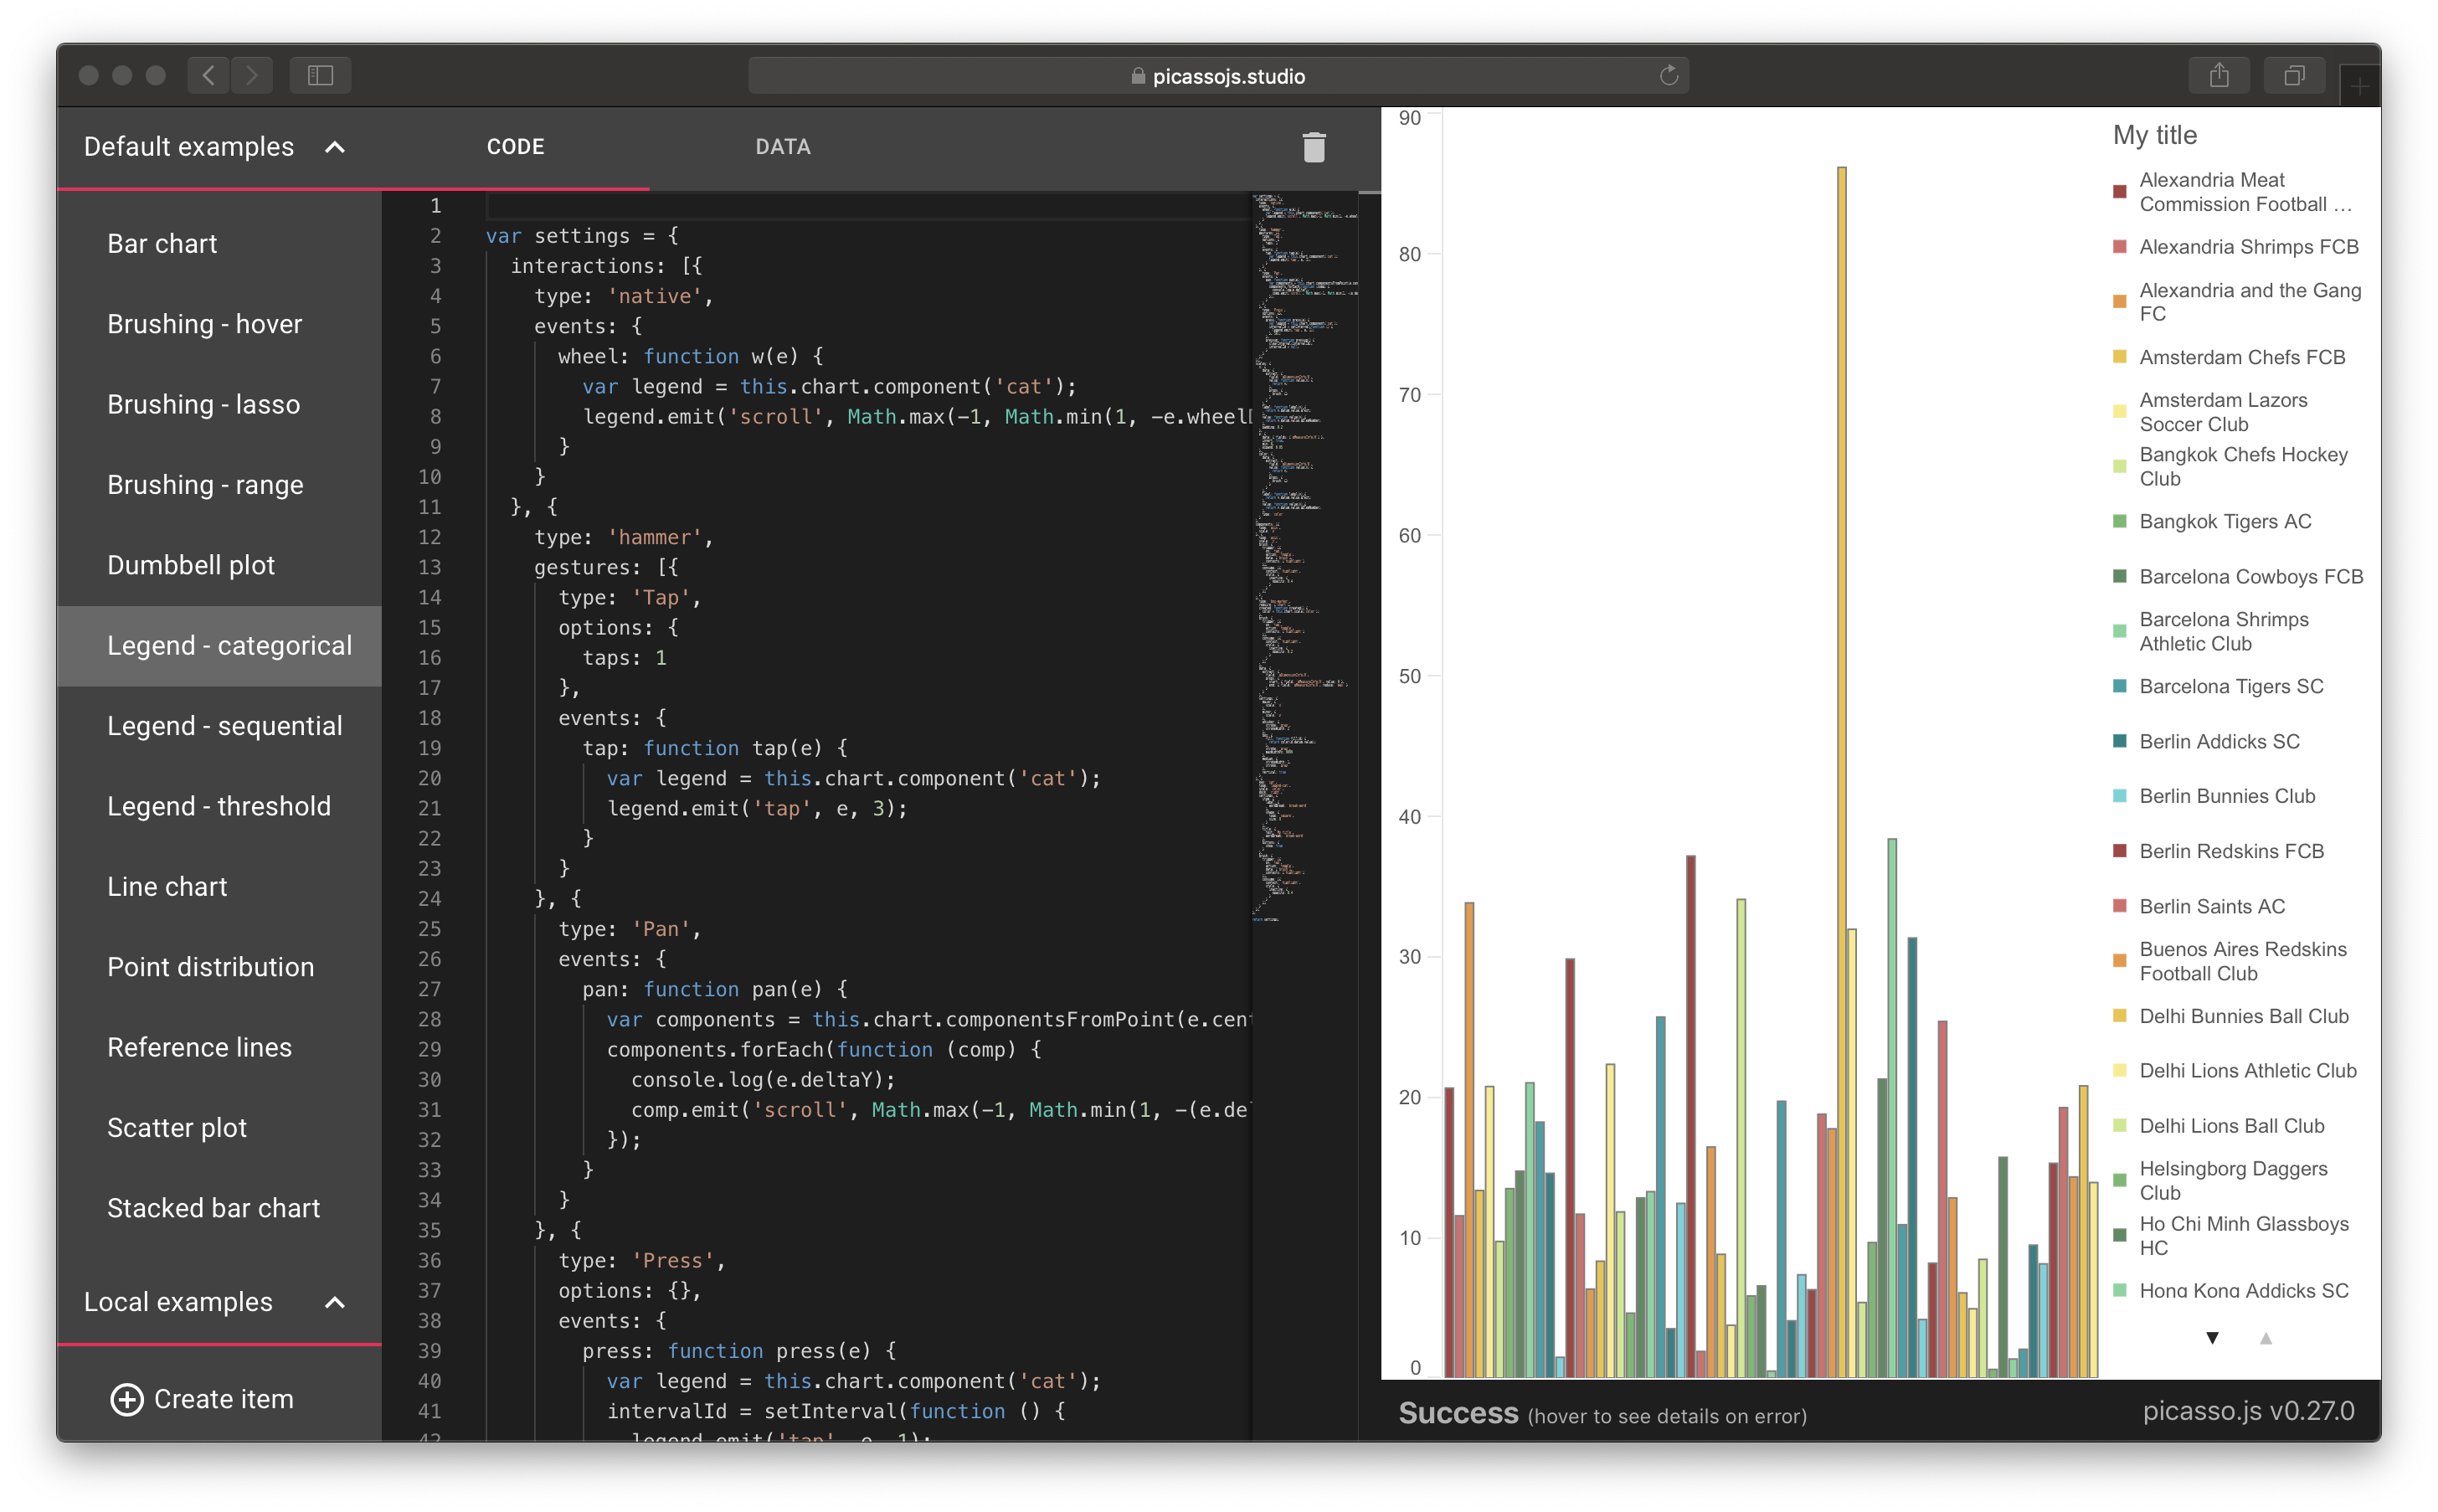 picassojs.studio
Default examples
CODE
DATA
Bar chart
Brushing - hover
Brushing - lasso
Brushing - range
Dumbbell plot
Legend - categorical
Legend - sequential
Legend - threshold
Line chart
Point distribution
Reference lines
Scatter plot
Stacked bar chart
Local examples
Create item
1
2 var settings = {
3 interactions: [{
4 type: 'native',
5 events: {
6 wheel: function w(e) {
7 var legend = this.chart.component('cat');
8 legend.emit('scroll', Math.max(-1, Math.min(1, -e.wheel
9 }
10 }
11 }, {
12 type: 'hammer',
13 gestures: [{
14 type: 'Tap',
15 options: {
16 taps: 1
17 },
18 events: {
19 tap: function tap(e) {
20 var legend = this.chart.component('cat');
21 legend.emit('tap', e, 3);
22 }
23 }
24 }, {
25 type: 'Pan',
26 events: {
27 pan: function pan(e) {
28 var components = this.chart.componentsFromPoint(e.cen
29 components.forEach(function (comp) {
30 console.log(e.deltaY);
31 comp.emit('scroll', Math.max(-1, Math.min(1, -(e.de
32 });
33 }
34 }
35 }, {
36 type: 'Press',
37 options: {},
38 events: {
39 press: function press(e) {
40 var legend = this.chart.component('cat');
41 intervalId = setInterval(function () {
42 legend.emit('tap', e, 1);
90
80
70
60
50
40
30
20
10
0
My title
Alexandria Meat
Commission Football ...
Alexandria Shrimps FCB
Alexandria and the Gang
FC
Amsterdam Chefs FCB
Amsterdam Lazors
Soccer Club
Bangkok Chefs Hockey
Club
Bangkok Tigers AC
Barcelona Cowboys FCB
Barcelona Shrimps
Athletic Club
Barcelona Tigers SC
Berlin Addicks SC
Berlin Bunnies Club
Berlin Redskins FCB
Berlin Saints AC
Buenos Aires Redskins
Football Club
Delhi Bunnies Ball Club
Delhi Lions Athletic Club
Delhi Lions Ball Club
Helsingborg Daggers
Club
Ho Chi Minh Glassboys
HC
Hong Kong Addicks SC
▼ ▲
Success (hover to see details on error)
picasso.js v0.27.0